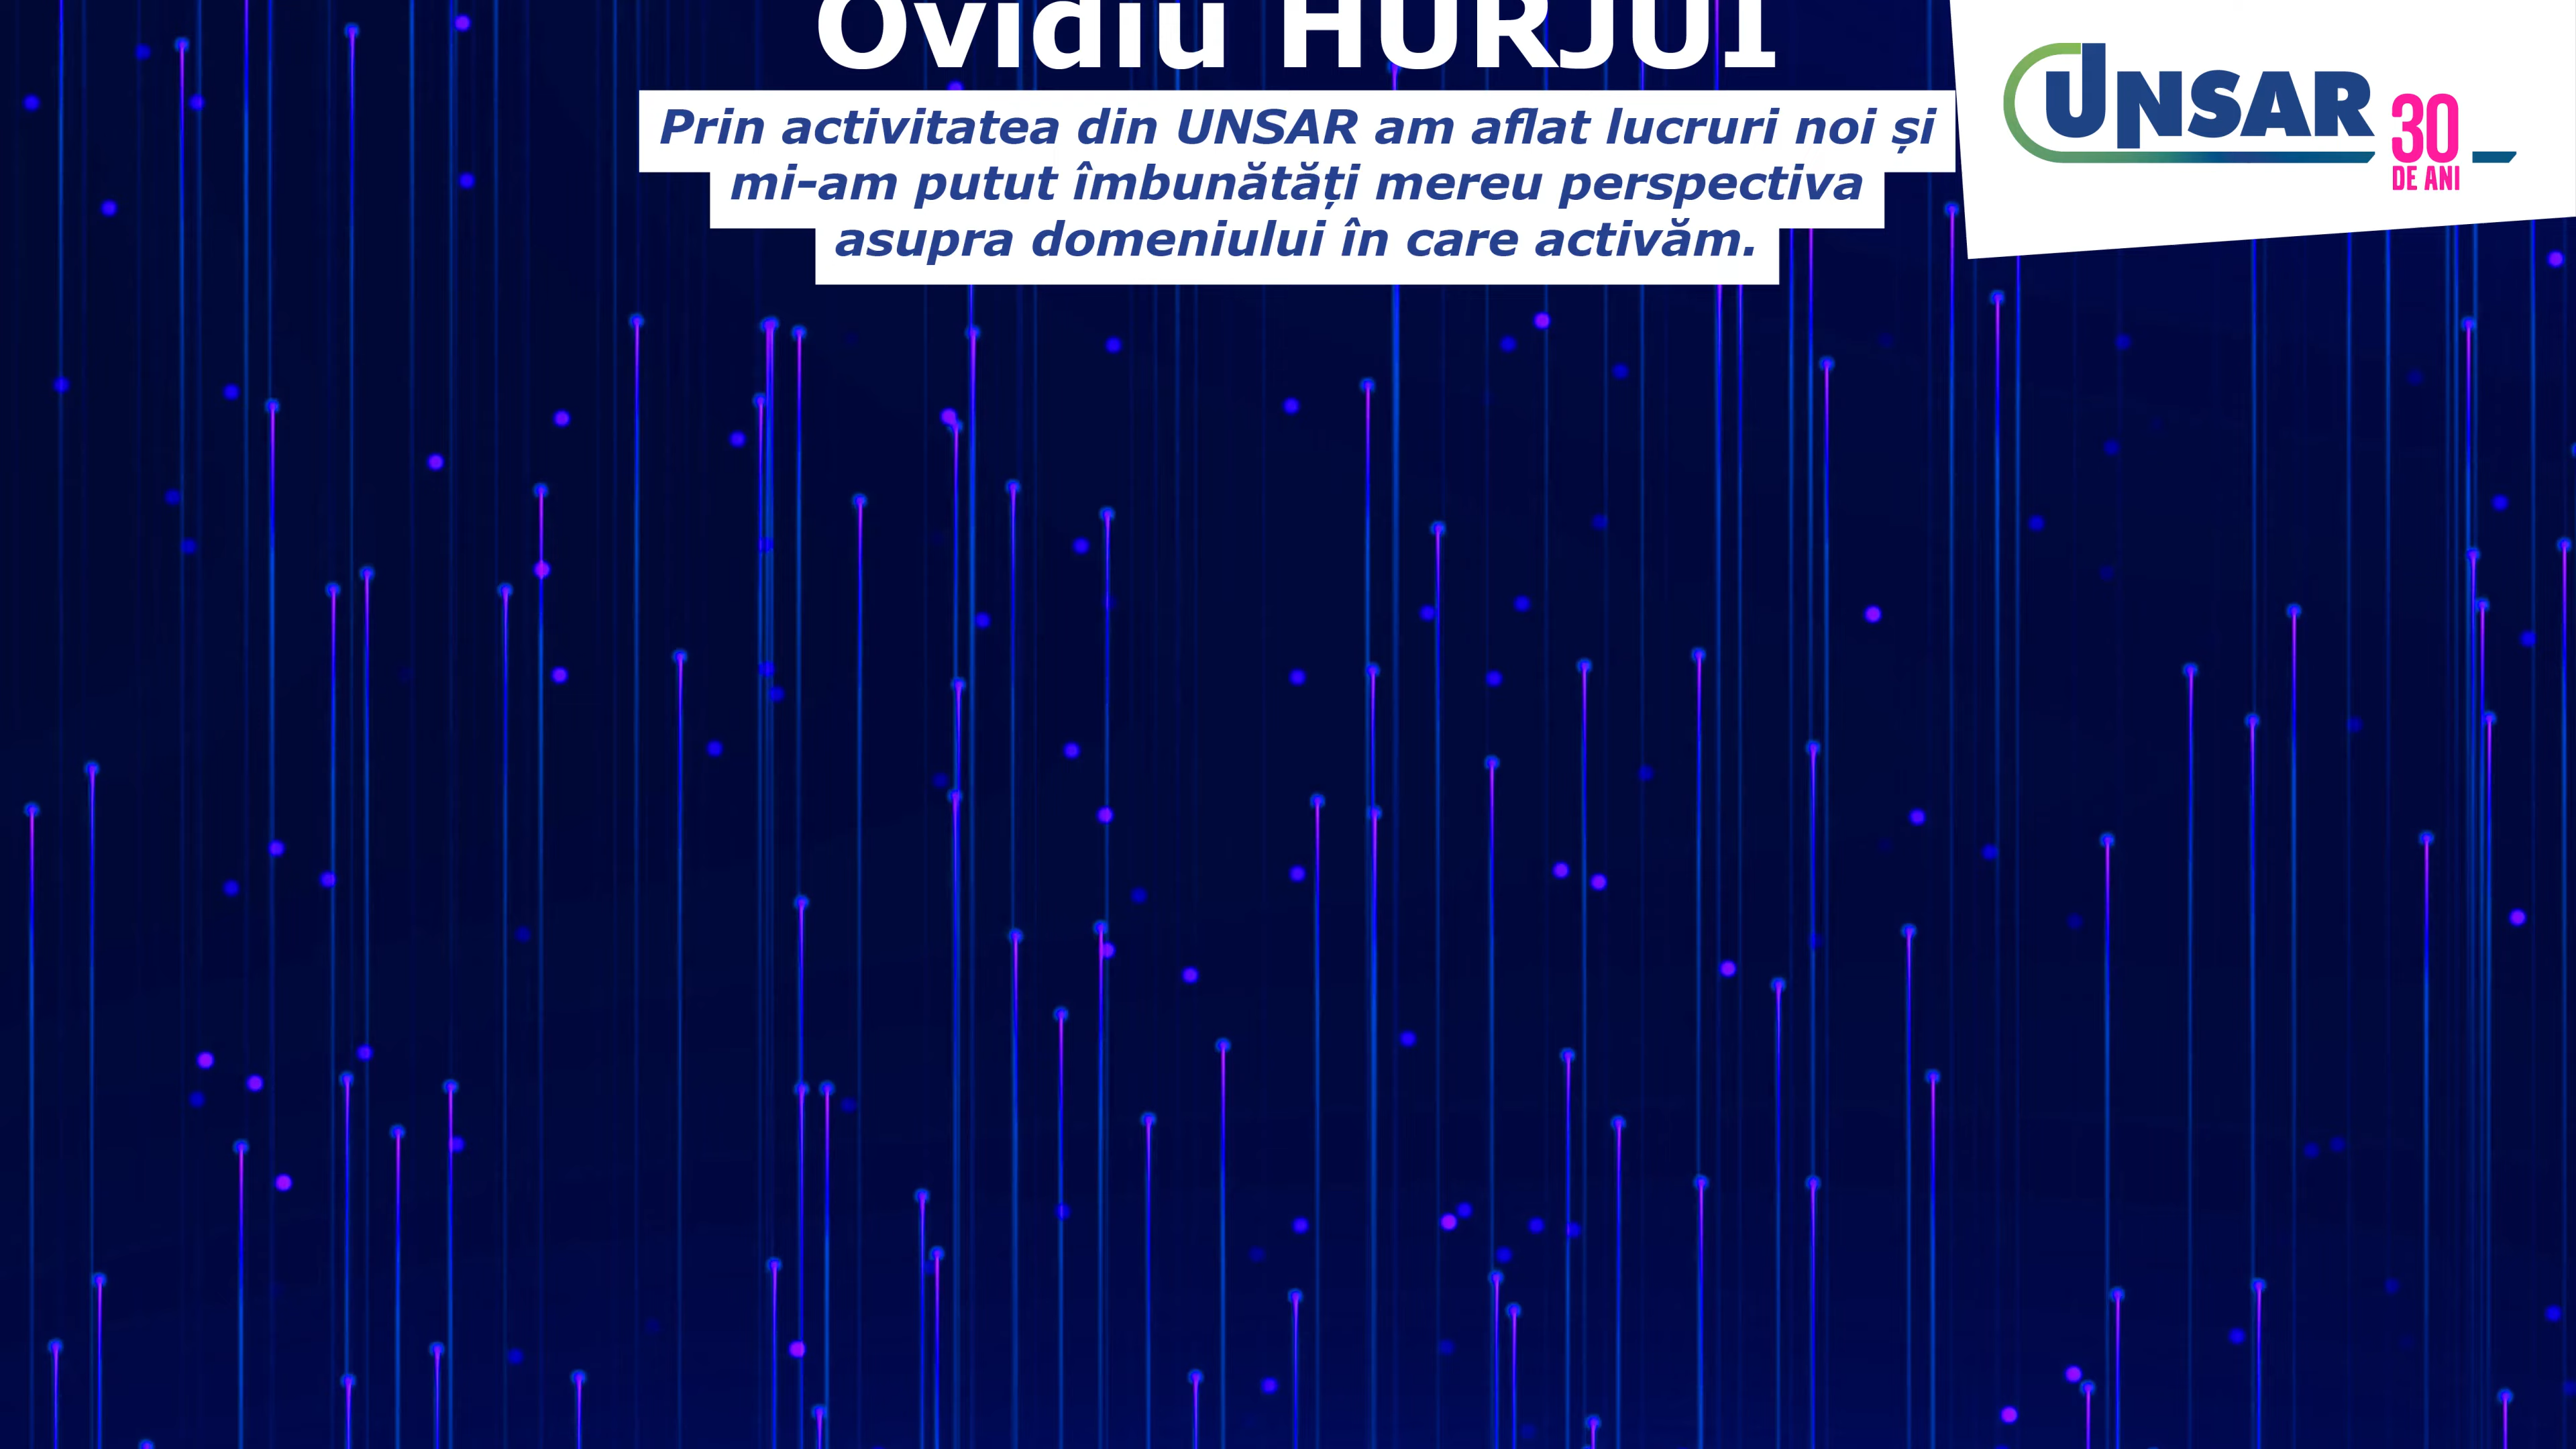 Ovidiu HURJUI
Prin activitatea din UNSAR am aflat lucruri noi și
mi-am putut îmbunătăți mereu perspectiva
asupra domeniului în care activăm.
UNSAR
30
DE ANI